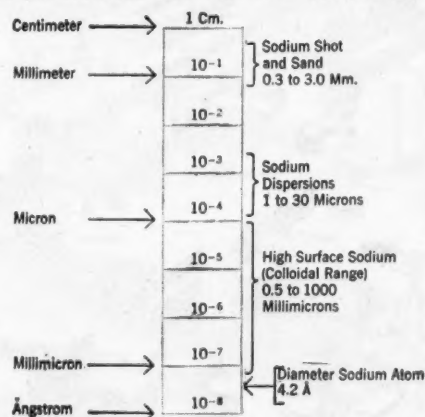 Centimeter
1 Cm.
Sodium Shot
and Sand
0.3 to 3.0 Mm.
10⁻¹
Millimeter
10⁻²
10⁻³
Sodium
Dispersions
1 to 30 Microns
10⁻⁴
Micron
10⁻⁵
High Surface Sodium
(Colloidal Range)
0.5 to 1000
Millimicrons
10⁻⁶
10⁻⁷
Millimicron
Diameter Sodium Atom
4.2 Å
10⁻⁸
Ångstrom